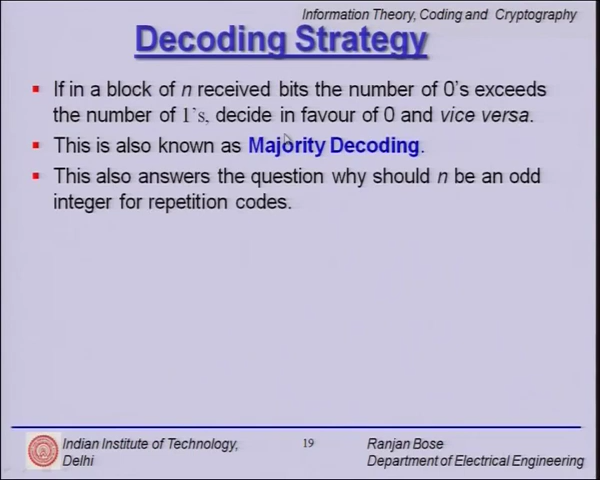 Information Theory, Coding and Cryptography
Decoding Strategy
If in a block of n received bits the number of 0's exceeds
the number of 1's, decide in favour of 0 and vice versa.
This is also known as Majority Decoding.
This also answers the question why should n be an odd
integer for repetition codes.
Indian Institute of Technology,
Delhi
19
Ranjan Bose
Department of Electrical Engineering